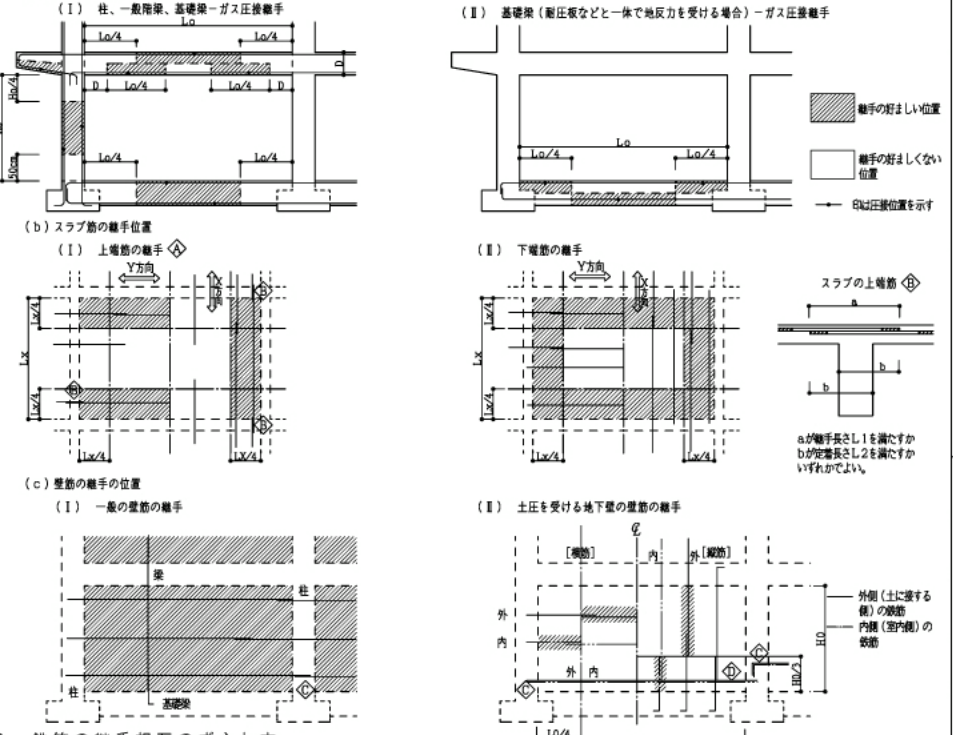 (Ⅰ) 柱、一般階梁、基礎梁－ガス圧接継手
Lo
Lo/4
Lo/4
D
D
Lo/4
Lo/4
D
Ho/4
50cm
Lo/4
Lo/4
(Ⅱ) 基礎梁(耐圧板などと一体で地反力を受ける場合)－ガス圧接継手
Lo
Lo/4
Lo/4
継手の好ましい位置
継手の好ましくない
位置
印は圧接位置を示す
(b) スラブ筋の継手位置
(Ⅰ) 上端筋の継手 A
Y方向
X方向
B
Lx/4
Lx
B
Lx/4
B
Lx/4
LX/4
(Ⅱ) 下端筋の継手
Y方向
X方向
Lx/4
Lx
Lx/4
Lx/4
Lx/4
スラブの上端筋 B
a
b
b
aが継手長さL1を満たすか
bが定着長さL2を満たすか
いずれかでよい。
(c) 壁筋の継手の位置
(Ⅰ) 一般の壁筋の継手
梁
柱
柱
C
基礎梁
(Ⅱ) 土圧を受ける地下壁の壁筋の継手
CL
[横筋]
内
外
[縦筋]
外
内
外 内
C
D
C
H0
H0/3
L0/4
外側(土に接する
側)の鉄筋
内側(室内側)の
鉄筋